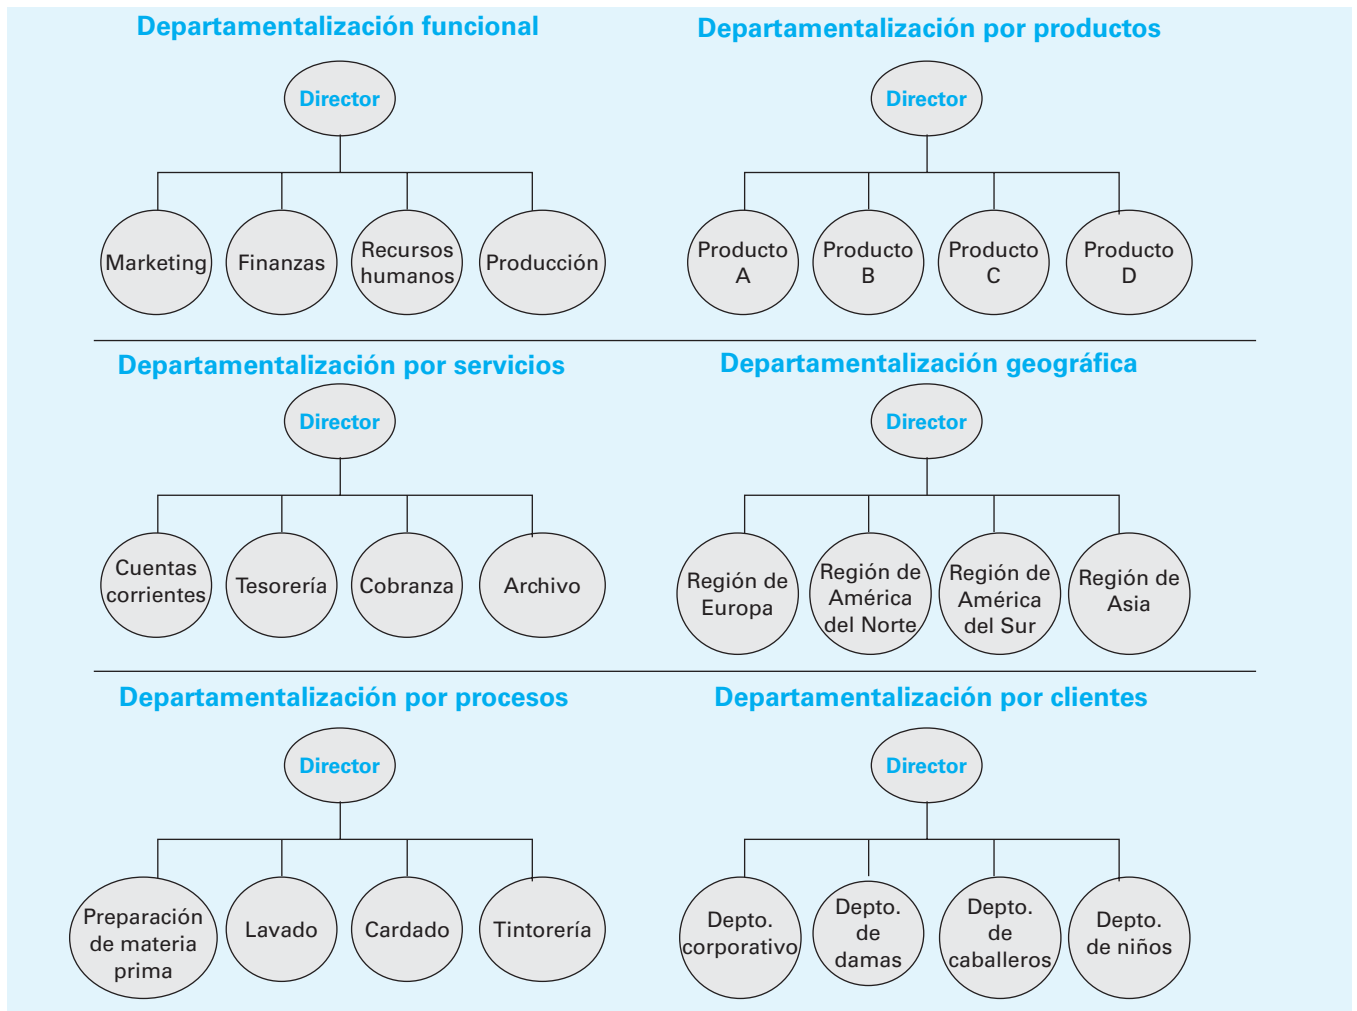 Departamentalización funcional
Director
Marketing
Finanzas
Recursos
humanos
Producción
Departamentalización por productos
Director
Producto
A
Producto
B
Producto
C
Producto
D
Departamentalización por servicios
Director
Cuentas
corrientes
Tesorería
Cobranza
Archivo
Departamentalización geográfica
Director
Región de
Europa
Región de
América
del Norte
Región de
América
del Sur
Región de
Asia
Departamentalización por procesos
Director
Preparación
de materia
prima
Lavado
Cardado
Tintorería
Departamentalización por clientes
Director
Depto.
corporativo
Depto.
de
damas
Depto.
de
caballeros
Depto.
de niños